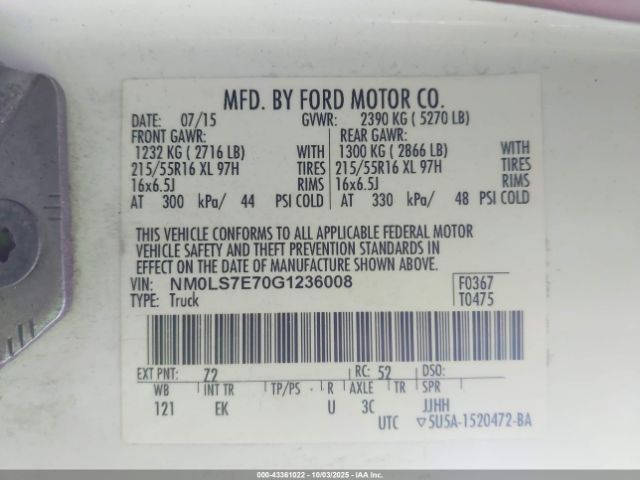 MFD. BY FORD MOTOR CO.
DATE: 07/15 GVWR: 2390 KG ( 5270 LB)
FRONT GAWR: REAR GAWR:
1232 KG ( 2716 LB) WITH 1300 KG ( 2866 LB) WITH
215/55R16 XL 97H TIRES 215/55R16 XL 97H TIRES
16x6.5J RIMS 16x6.5J RIMS
AT 300 kPa/ 44 PSI COLD AT 330 kPa/ 48 PSI COLD
THIS VEHICLE CONFORMS TO ALL APPLICABLE FEDERAL MOTOR
VEHICLE SAFETY AND THEFT PREVENTION STANDARDS IN
EFFECT ON THE DATE OF MANUFACTURE SHOWN ABOVE.
VIN: NM0LS7E70G1236008 F0367
TYPE: Truck T0475
EXT PNT: Z2 RC: 52 DSO:
WB INT TR TP/PS R AXLE TR SPR
121 EK U 3C JJHH
UTC ▽5U5A-1520472-BA
000-43361022 - 10/03/2025 - IAAI.com